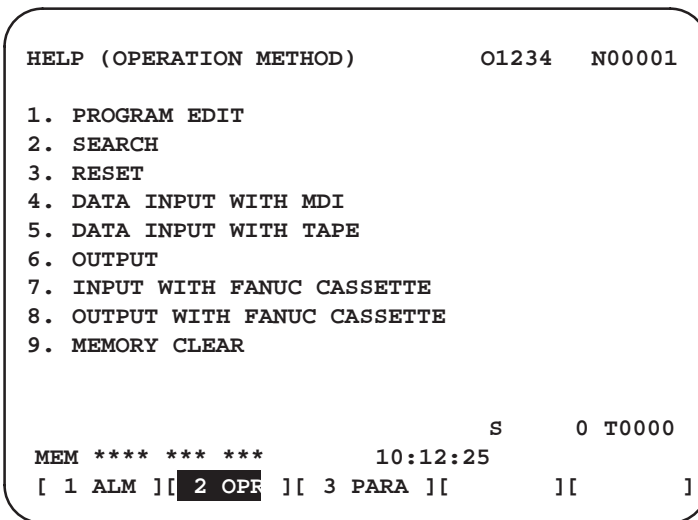 HELP (OPERATION METHOD) O1234 N00001
1. PROGRAM EDIT
2. SEARCH
3. RESET
4. DATA INPUT WITH MDI
5. DATA INPUT WITH TAPE
6. OUTPUT
7. INPUT WITH FANUC CASSETTE
8. OUTPUT WITH FANUC CASSETTE
9. MEMORY CLEAR
S 0 T0000
MEM **** *** *** 10:12:25
[ 1 ALM ][ 2 OPR ][ 3 PARA ][ ][ ]